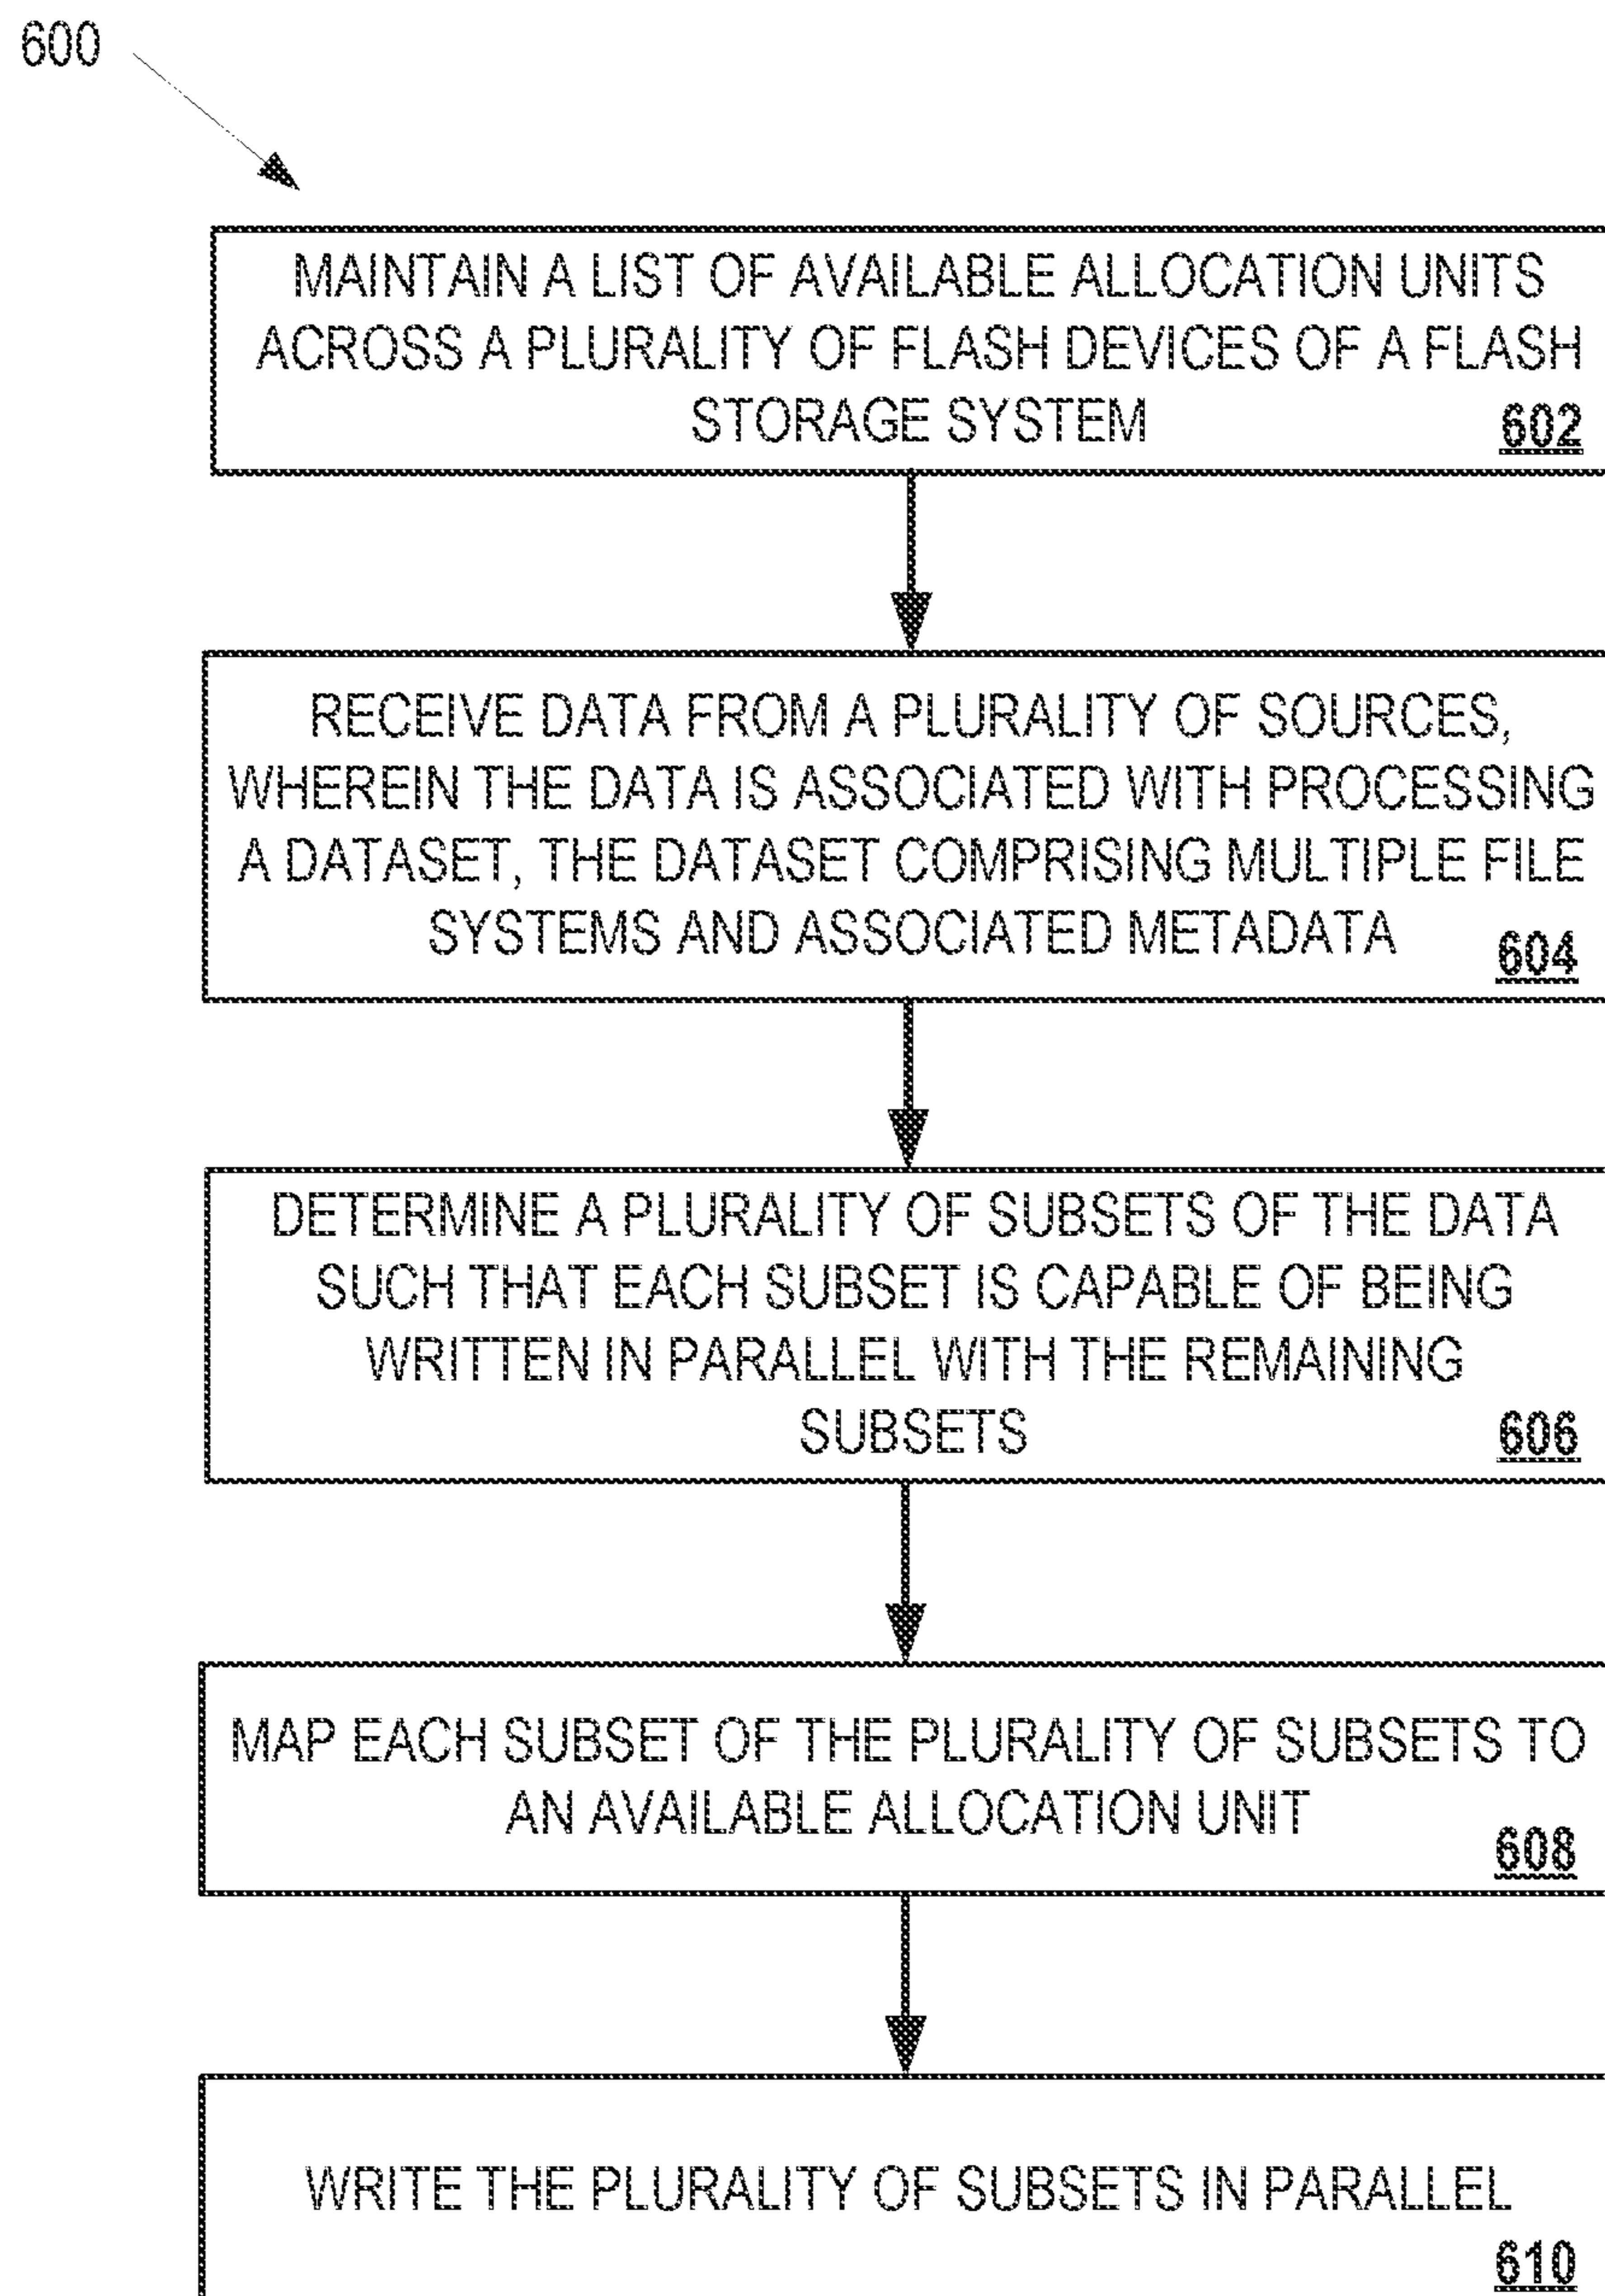 600
MAINTAIN A LIST OF AVAILABLE ALLOCATION UNITS
ACROSS A PLURALITY OF FLASH DEVICES OF A FLASH
STORAGE SYSTEM
602
RECEIVE DATA FROM A PLURALITY OF SOURCES,
WHEREIN THE DATA IS ASSOCIATED WITH PROCESSING
A DATASET, THE DATASET COMPRISING MULTIPLE FILE
SYSTEMS AND ASSOCIATED METADATA
604
DETERMINE A PLURALITY OF SUBSETS OF THE DATA
SUCH THAT EACH SUBSET IS CAPABLE OF BEING
WRITTEN IN PARALLEL WITH THE REMAINING
SUBSETS
606
MAP EACH SUBSET OF THE PLURALITY OF SUBSETS TO
AN AVAILABLE ALLOCATION UNIT
608
WRITE THE PLURALITY OF SUBSETS IN PARALLEL
610